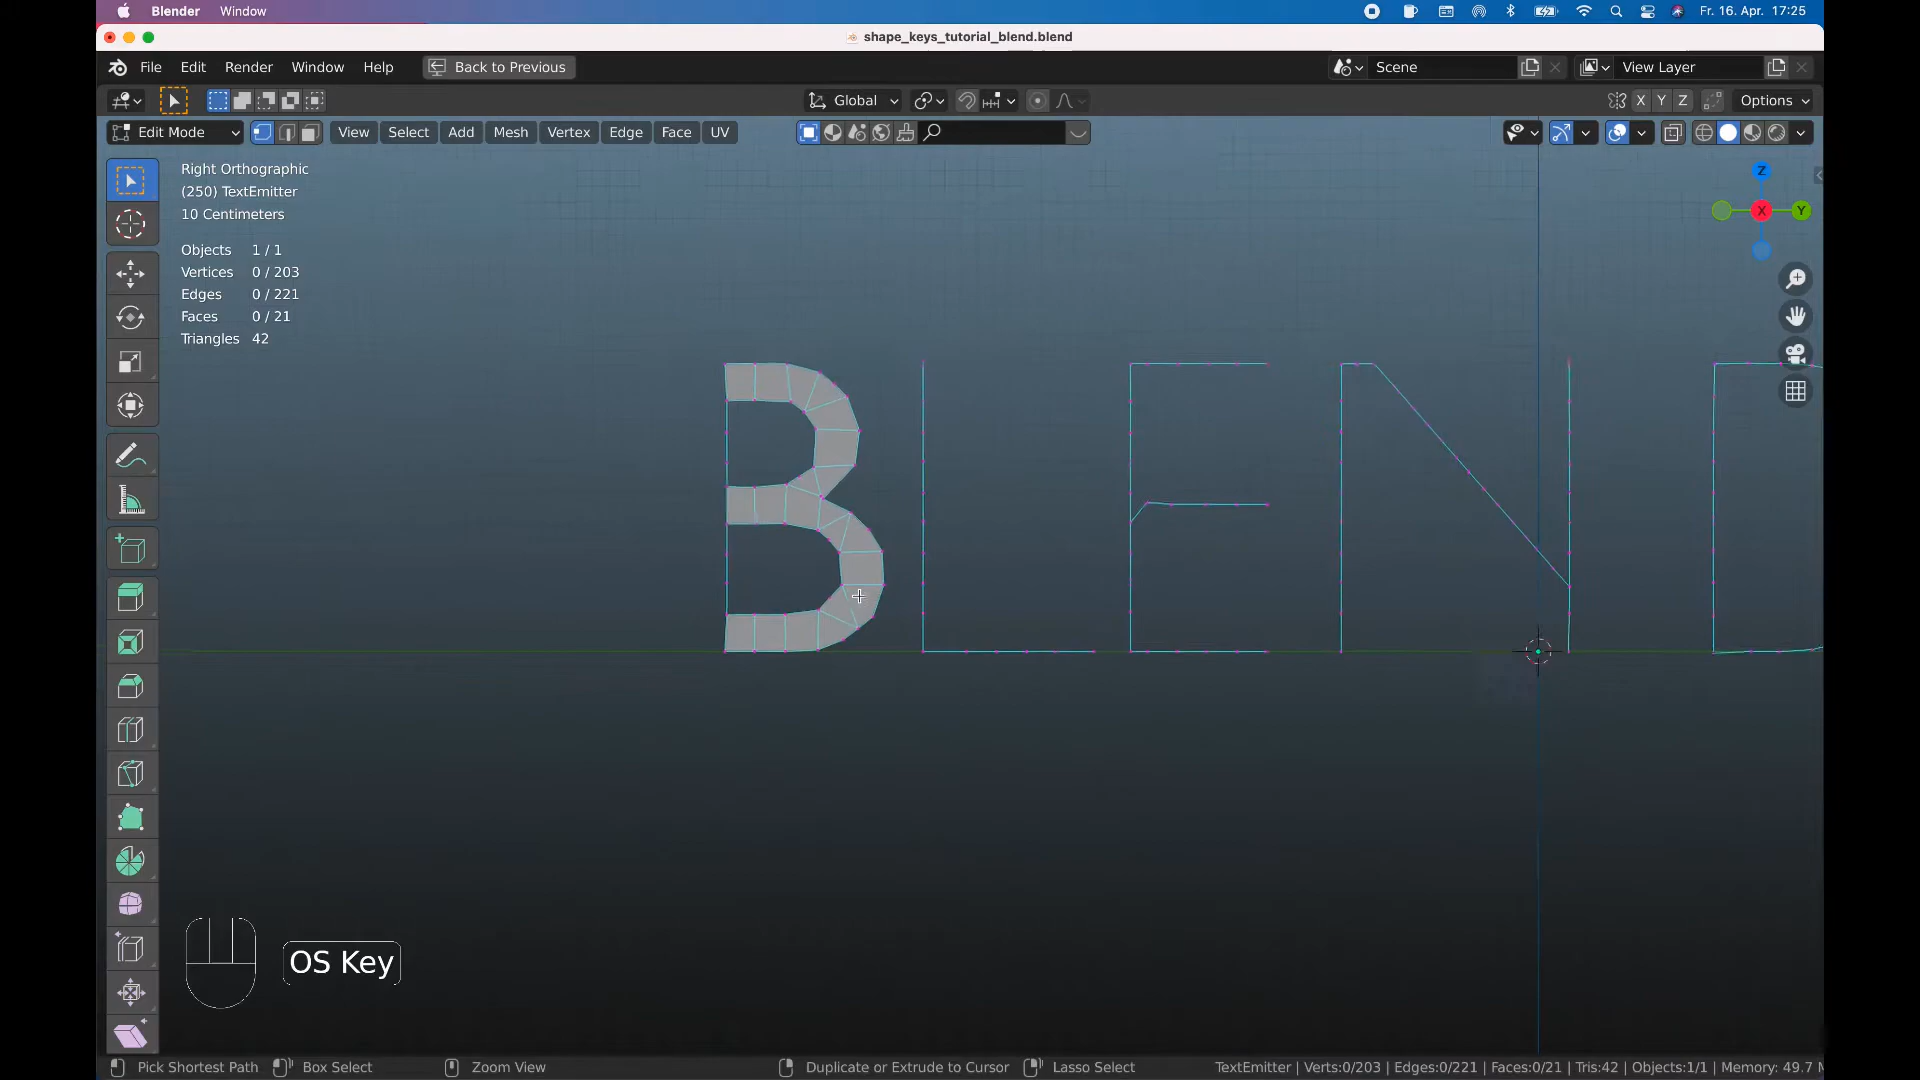 Blender Window Fr. 16. Apr. 17:25
shape_keys_tutorial_blend.blend
File Edit Render Window Help Back to Previous Scene View Layer
Global X Y Z Options
Edit Mode View Select Add Mesh Vertex Edge Face UV
Right Orthographic
(250) TextEmitter
10 Centimeters
Objects 1 / 1
Vertices 0 / 203
Edges 0 / 221
Faces 0 / 21
Triangles 42
Z
X
Y
BLEND
OS Key
Pick Shortest Path Box Select Zoom View Duplicate or Extrude to Cursor Lasso Select TextEmitter | Verts:0/203 | Edges:0/221 | Faces:0/21 | Tris:42 | Objects:1/1 | Memory: 49.7